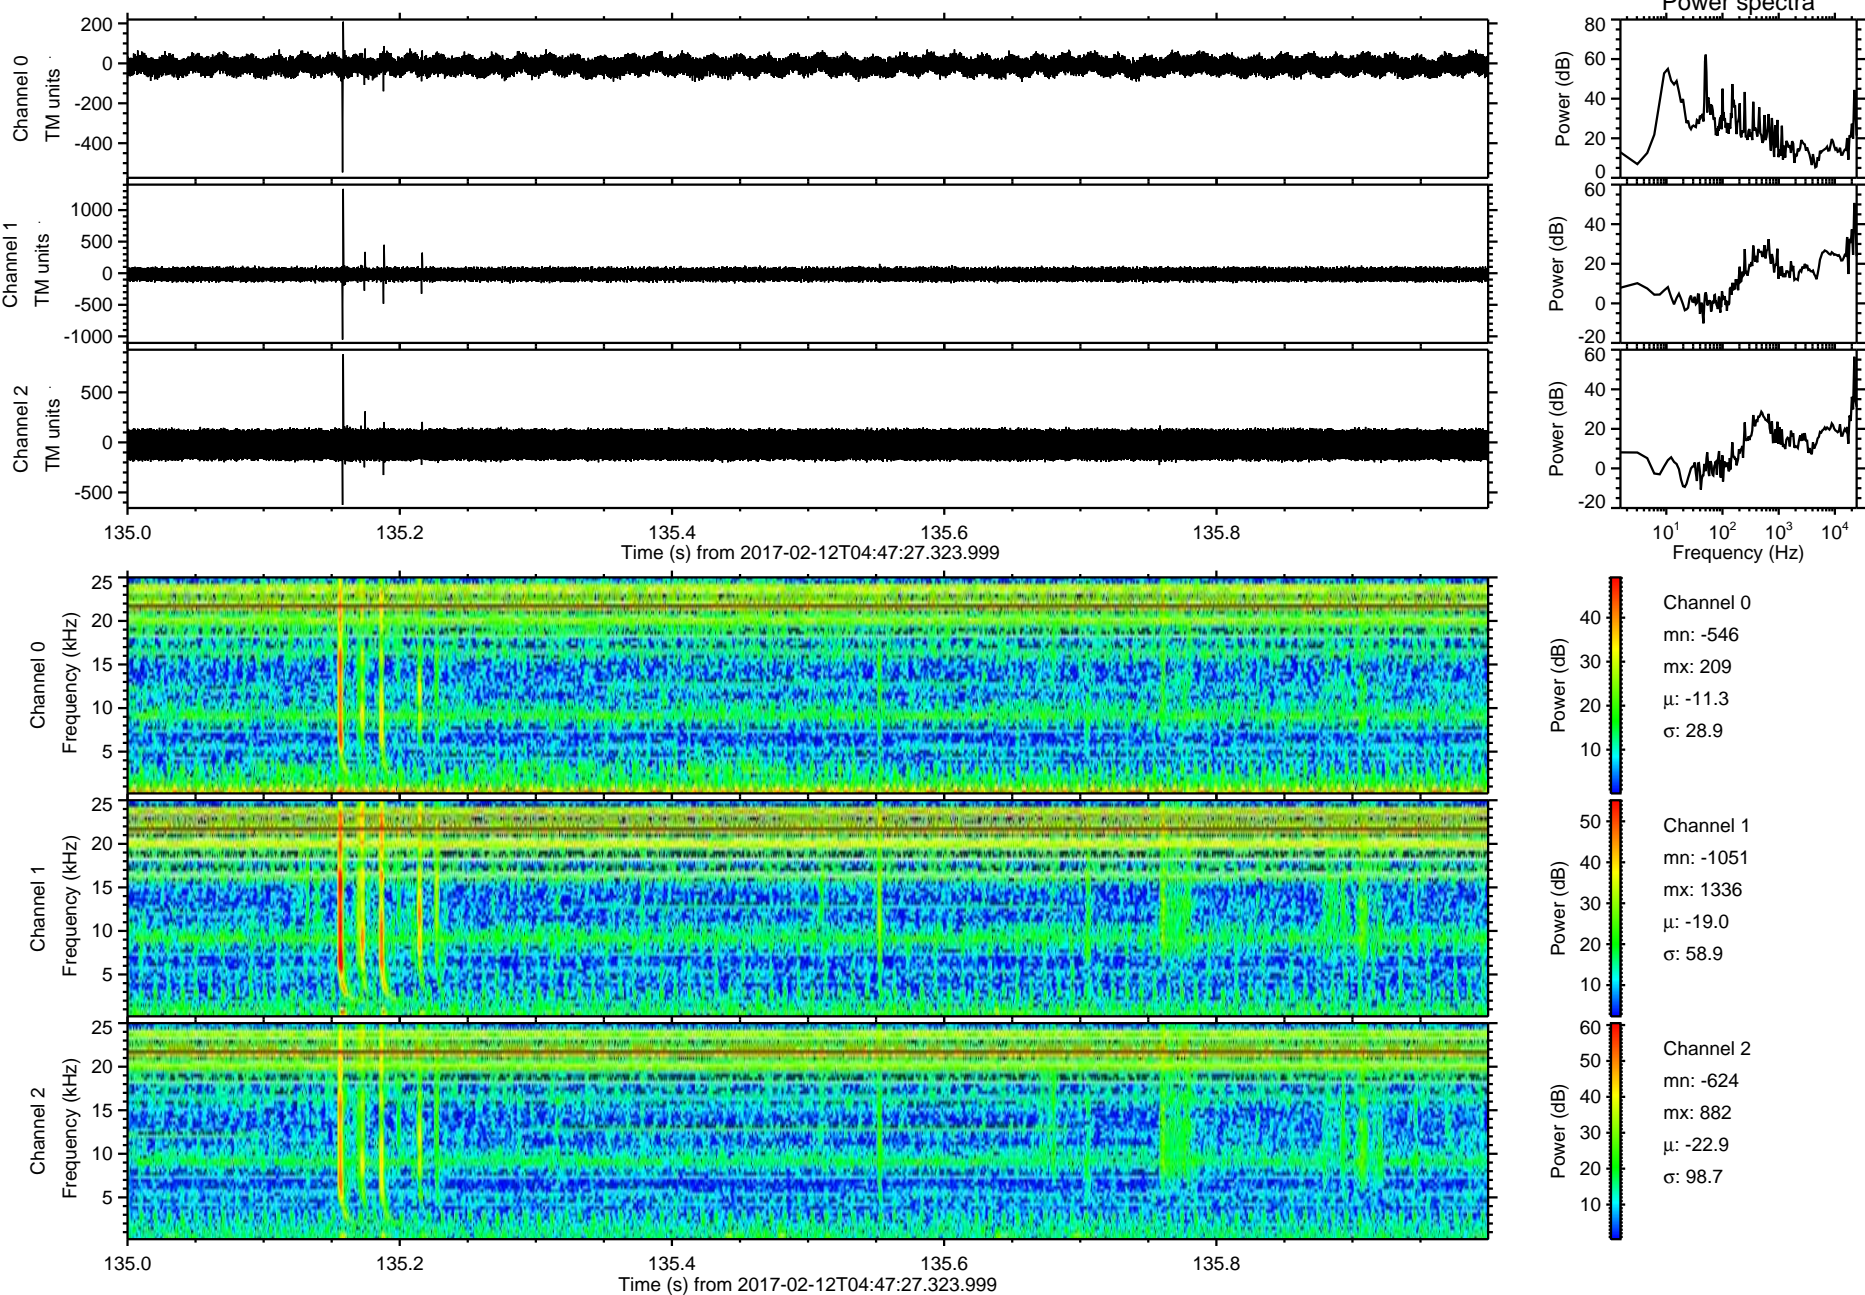 Power spectra
Channel 0
TM units
200
0
-200
-400
Power (dB)
80
60
40
20
0
Channel 1
TM units
1000
500
0
-500
-1000
Power (dB)
60
40
20
0
-20
Channel 2
TM units
500
0
-500
Power (dB)
60
40
20
0
-20
135.0 135.2 135.4 135.6 135.8
Time (s) from 2017-02-12T04:47:27.323.999
10¹ 10² 10³ 10⁴
Frequency (Hz)
Channel 0
Frequency (kHz)
25
20
15
10
5
Power (dB)
40
30
20
10
Channel 0
mn: -546
mx: 209
μ: -11.3
σ: 28.9
Channel 1
Frequency (kHz)
25
20
15
10
5
Power (dB)
50
40
30
20
10
Channel 1
mn: -1051
mx: 1336
μ: -19.0
σ: 58.9
Channel 2
Frequency (kHz)
25
20
15
10
5
Power (dB)
60
50
40
30
20
10
Channel 2
mn: -624
mx: 882
μ: -22.9
σ: 98.7
135.0 135.2 135.4 135.6 135.8
Time (s) from 2017-02-12T04:47:27.323.999